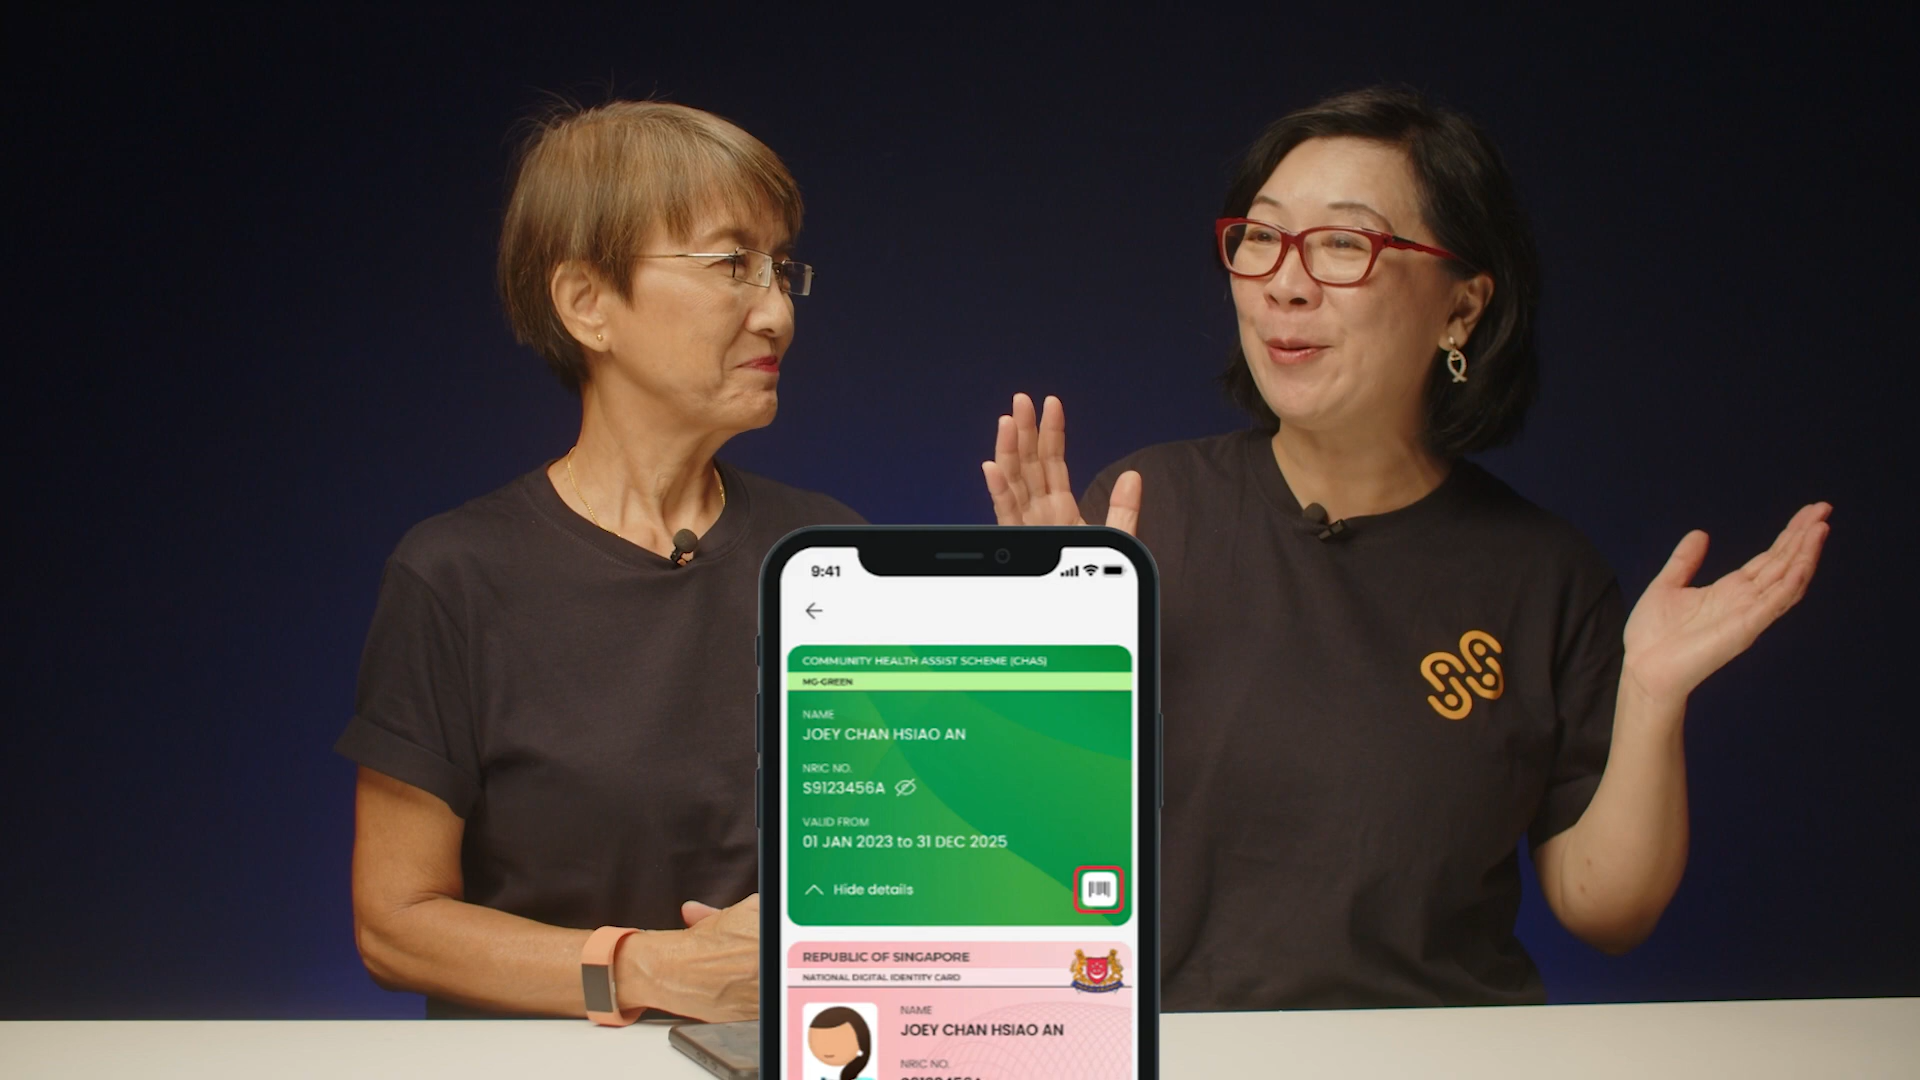 9:41
COMMUNITY HEALTH ASSIST SCHEME (CHAS)
MG-GREEN
NAME
JOEY CHAN HSIAO AN
NRIC NO.
S9123456A
VALID FROM
01 JAN 2023 to 31 DEC 2025
Hide details
REPUBLIC OF SINGAPORE
NATIONAL DIGITAL IDENTITY CARD
NAME
JOEY CHAN HSIAO AN
NRIC NO.